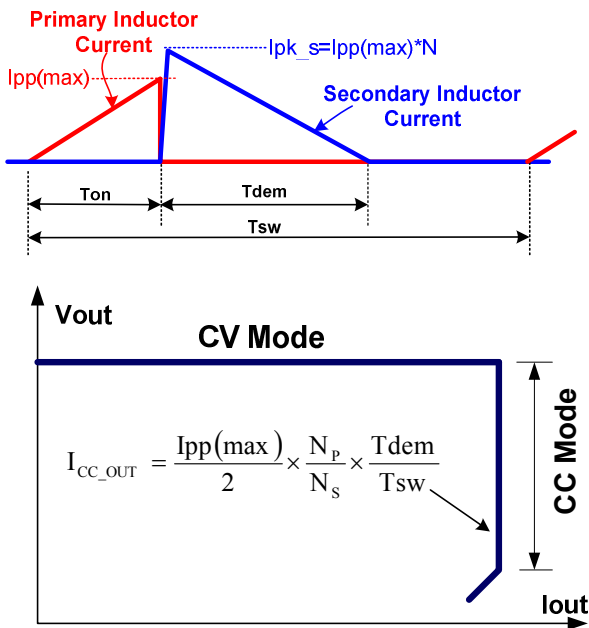 Primary Inductor
Current
Ipk_s=Ipp(max)*N
Ipp(max)
Secondary Inductor
Current
Ton
Tdem
Tsw
Vout
CV Mode
I_CC_OUT = Ipp(max)/2 × N_P/N_S × Tdem/Tsw
CC Mode
Iout